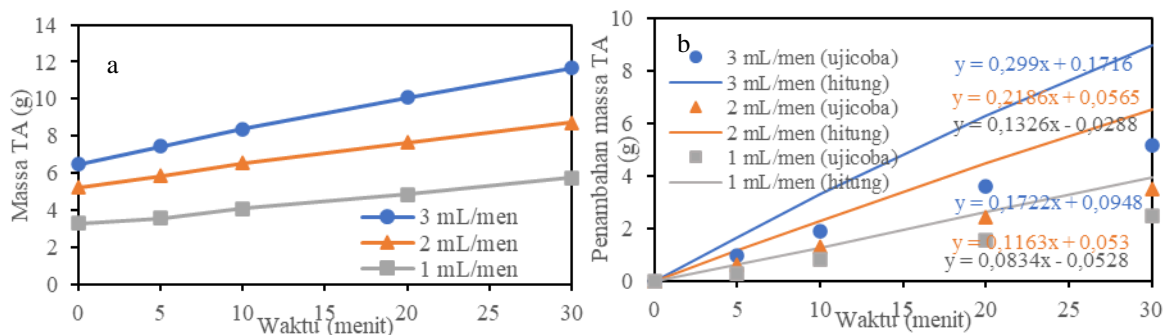 14
12
10
8
6
4
2
0
Massa TA (g)
a
3 mL/men
2 mL/men
1 mL/men
0 5 10 15 20 25 30
Waktu (menit)
10
8
6
4
2
0
Penambahan massa TA
(g)
b
3 mL/men (ujicoba)
3 mL/men (hitung)
2 mL/men (ujicoba)
2 mL/men (hitung)
1 mL/men (ujicoba)
1 mL/men (hitung)
y = 0,299x + 0,1716
y = 0,2186x + 0,0565
y = 0,1326x - 0,0288
y = 0,1722x + 0,0948
y = 0,1163x + 0,053
y = 0,0834x - 0,0528
0 5 10 15 20 25 30
Waktu (menit)